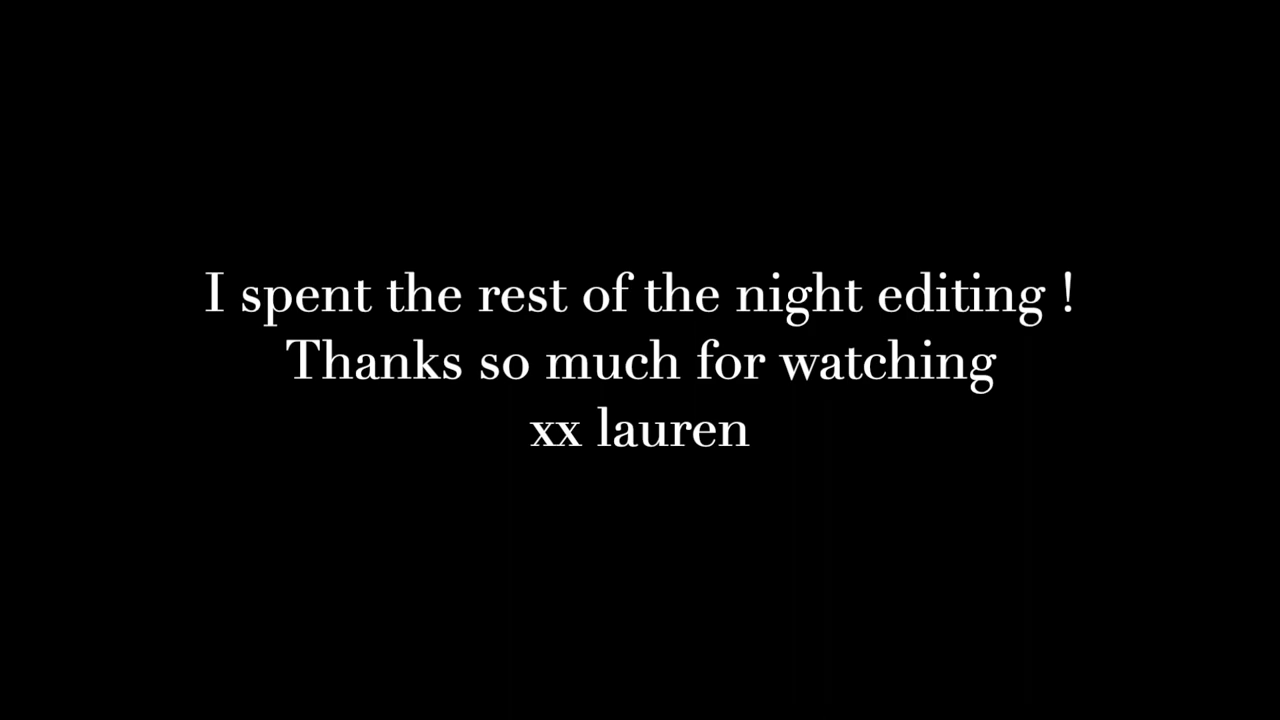 I spent the rest of the night editing !
Thanks so much for watching
xx lauren